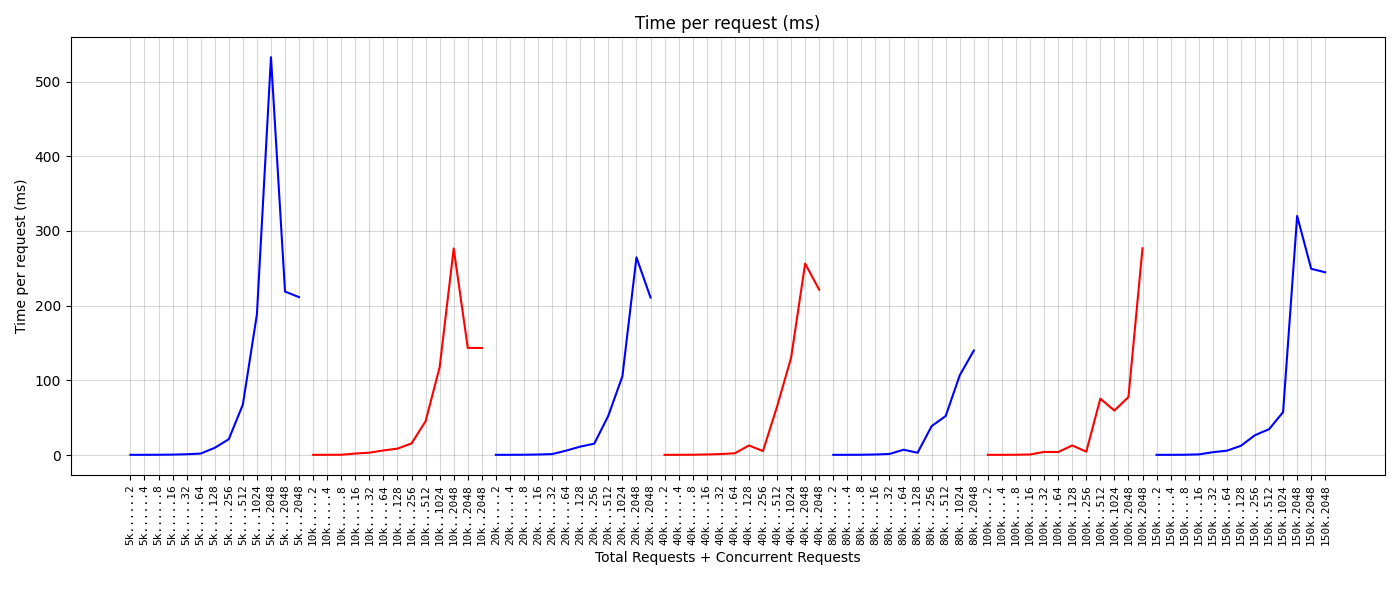 Time per request (ms)
Time per request (ms)
500
400
300
200
100
0
5k......2
5k......4
5k......8
5k.....16
5k.....32
5k.....64
5k....128
5k....256
5k....512
5k...1024
5k...2048
5k...2048
5k...2048
10k.....2
10k.....4
10k.....8
10k....16
10k....32
10k....64
10k...128
10k...256
10k...512
10k..1024
10k..2048
10k..2048
10k..2048
20k.....2
20k.....4
20k.....8
20k....16
20k....32
20k....64
20k...128
20k...256
20k...512
20k..1024
20k..2048
20k..2048
40k.....2
40k.....4
40k.....8
40k....16
40k....32
40k....64
40k...128
40k...256
40k...512
40k..1024
40k..2048
40k..2048
80k.....2
80k.....4
80k.....8
80k....16
80k....32
80k....64
80k...128
80k...256
80k...512
80k..1024
80k..2048
100k....2
100k....4
100k....8
100k...16
100k...32
100k...64
100k..128
100k..256
100k..512
100k.1024
100k.2048
100k.2048
150k....2
150k....4
150k....8
150k...16
150k...32
150k...64
150k..128
150k..256
150k..512
150k.1024
150k.2048
150k.2048
150k.2048
Total Requests + Concurrent Requests